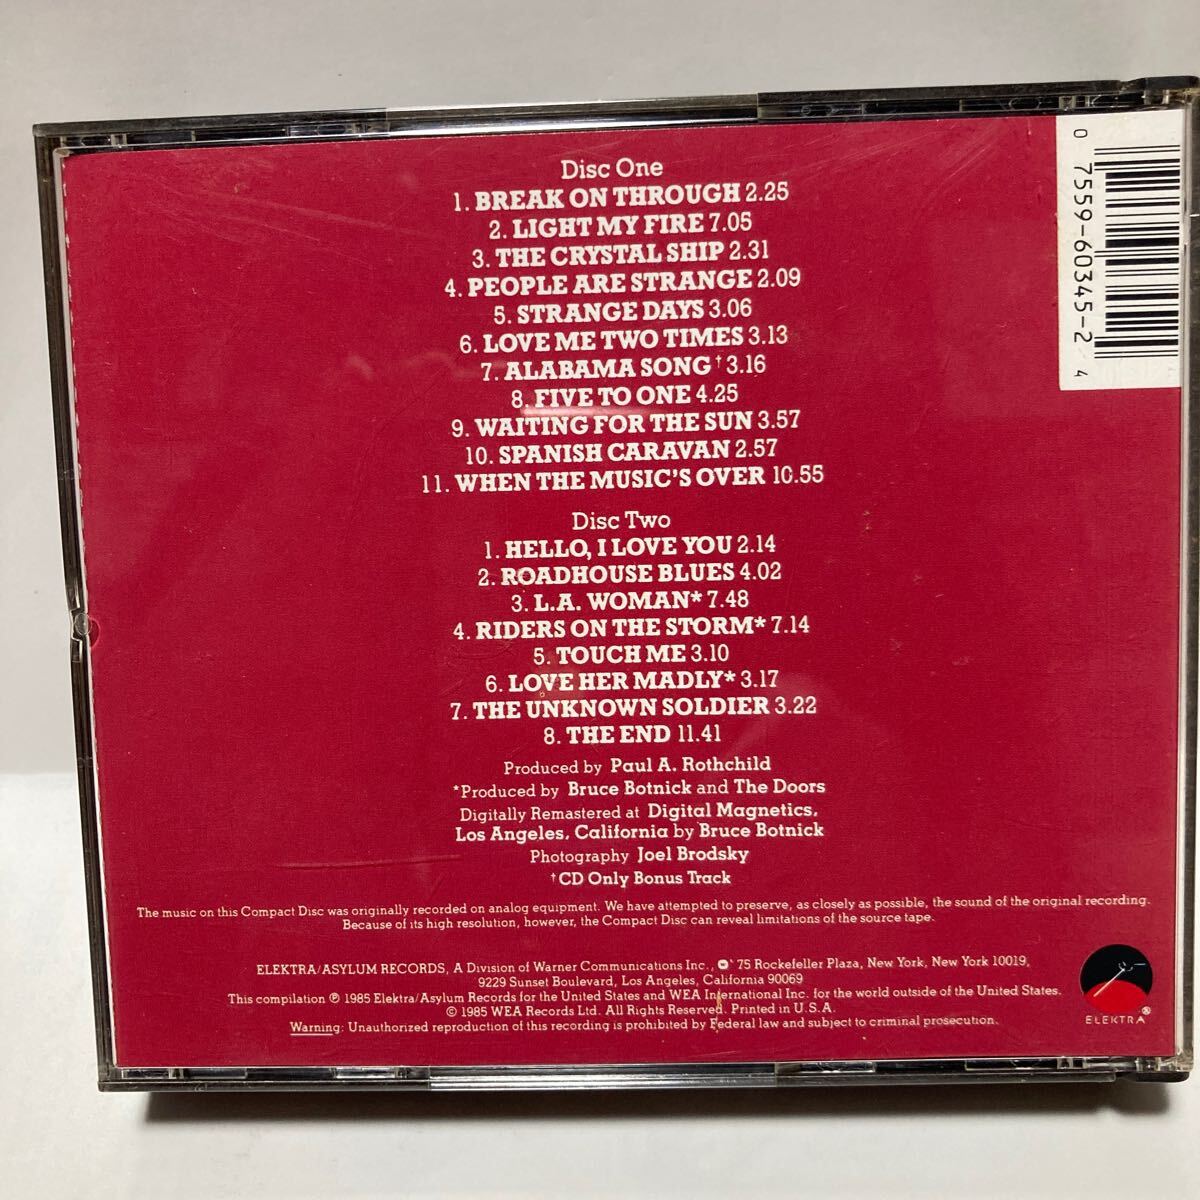 Disc One
1. BREAK ON THROUGH 2.25
2. LIGHT MY FIRE 7.05
3. THE CRYSTAL SHIP 2.31
4. PEOPLE ARE STRANGE 2.09
5. STRANGE DAYS 3.06
6. LOVE ME TWO TIMES 3.13
7. ALABAMA SONG † 3.16
8. FIVE TO ONE 4.25
9. WAITING FOR THE SUN 3.57
10. SPANISH CARAVAN 2.57
11. WHEN THE MUSIC'S OVER 10.55
Disc Two
1. HELLO, I LOVE YOU 2.14
2. ROADHOUSE BLUES 4.02
3. L.A. WOMAN* 7.48
4. RIDERS ON THE STORM* 7.14
5. TOUCH ME 3.10
6. LOVE HER MADLY* 3.17
7. THE UNKNOWN SOLDIER 3.22
8. THE END 11.41
Produced by Paul A. Rothchild
*Produced by Bruce Botnick and The Doors
Digitally Remastered at Digital Magnetics,
Los Angeles, California by Bruce Botnick
Photography Joel Brodsky
†CD Only Bonus Track
The music on this Compact Disc was originally recorded on analog equipment. We have attempted to preserve, as closely as possible, the sound of the original recording.
Because of its high resolution, however, the Compact Disc can reveal limitations of the source tape.
ELEKTRA/ASYLUM RECORDS, A Division of Warner Communications Inc., 75 Rockefeller Plaza, New York, New York 10019,
9229 Sunset Boulevard, Los Angeles, California 90069
This compilation ℗ 1985 Elektra/Asylum Records for the United States and WEA International Inc. for the world outside of the United States.
© 1985 WEA Records Ltd. All Rights Reserved. Printed in U.S.A.
Warning: Unauthorized reproduction of this recording is prohibited by Federal law and subject to criminal prosecution.
0 7559-60345-2 4
ELEKTRA®